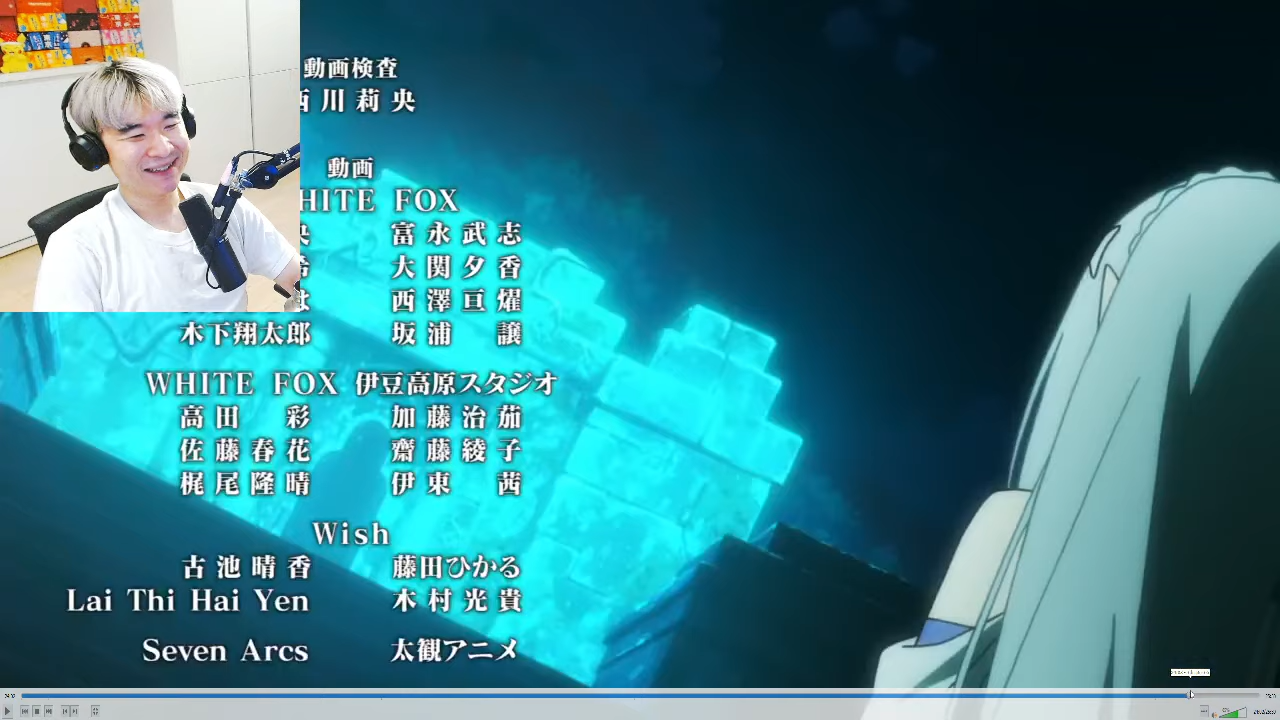 動画検査
川莉央
動画
HITE FOX
富永武志
大関夕香
は 西澤亘燿
木下翔太郎 坂浦 譲
WHITE FOX 伊豆高原スタジオ
高田 彩 加藤治茄
佐藤春花 齋藤綾子
梶尾隆晴 伊東 茜
Wish
古池晴香 藤田ひかる
Lai Thi Hai Yen 木村光貴
Seven Arcs 太観アニメ